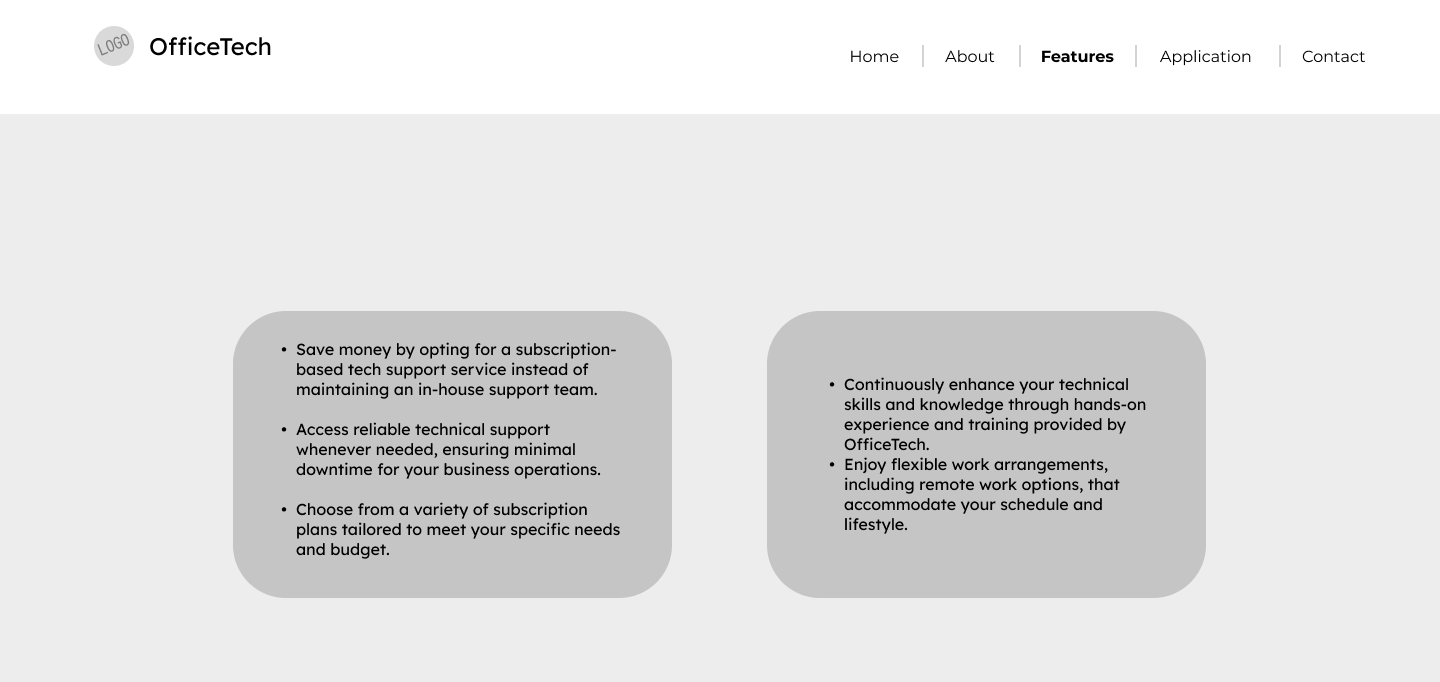 LOGO
OfficeTech
Home
About
Features
Application
Contact
• Save money by opting for a subscription-
based tech support service instead of
maintaining an in-house support team.
• Access reliable technical support
whenever needed, ensuring minimal
downtime for your business operations.
• Choose from a variety of subscription
plans tailored to meet your specific needs
and budget.
• Continuously enhance your technical
skills and knowledge through hands-on
experience and training provided by
OfficeTech.
• Enjoy flexible work arrangements,
including remote work options, that
accommodate your schedule and
lifestyle.